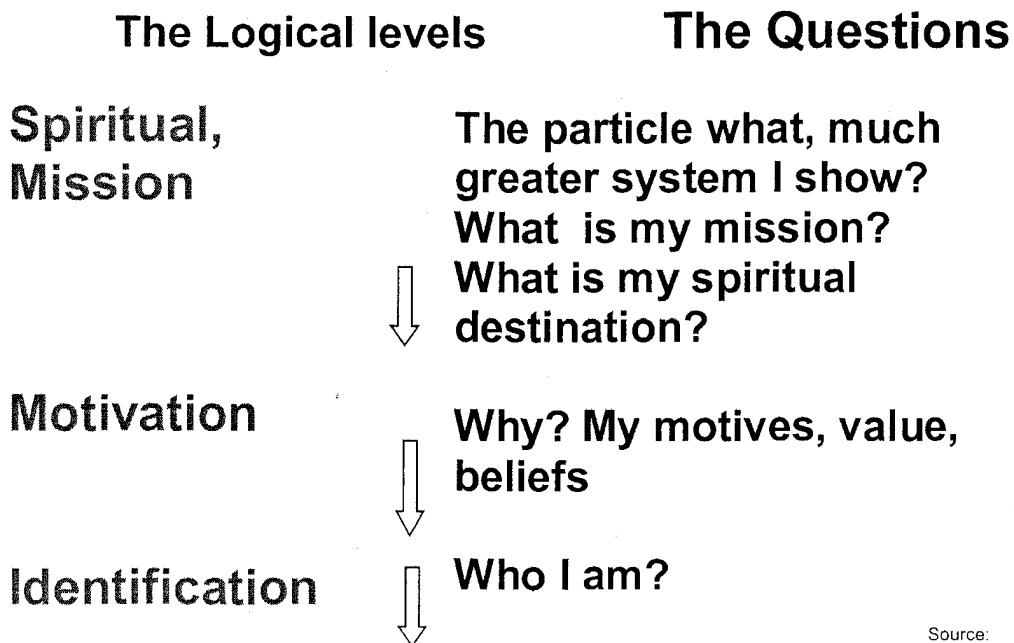 The Logical levels
The Questions
Spiritual,
Mission
The particle what, much
greater system I show?
What is my mission?
What is my spiritual
destination?
Motivation
Why? My motives, value,
beliefs
Identification
Who I am?
Source: